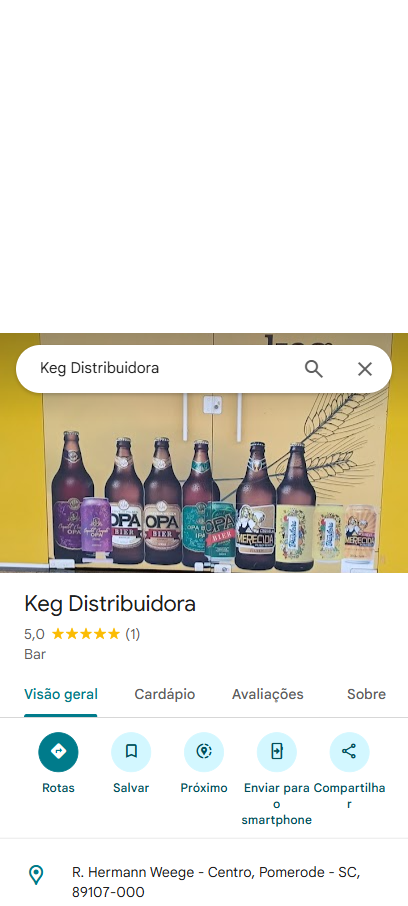 Keg Distribuidora
OPA
BIER
OPA
BIER
OPA
BIER
MERECIDA
MERECIDA
Keg Distribuidora
5,0 (1)
Bar
Visão geral Cardápio Avaliações Sobre
Rotas Salvar Próximo Enviar para o smartphone Compartilhar
R. Hermann Weege - Centro, Pomerode - SC,
89107-000